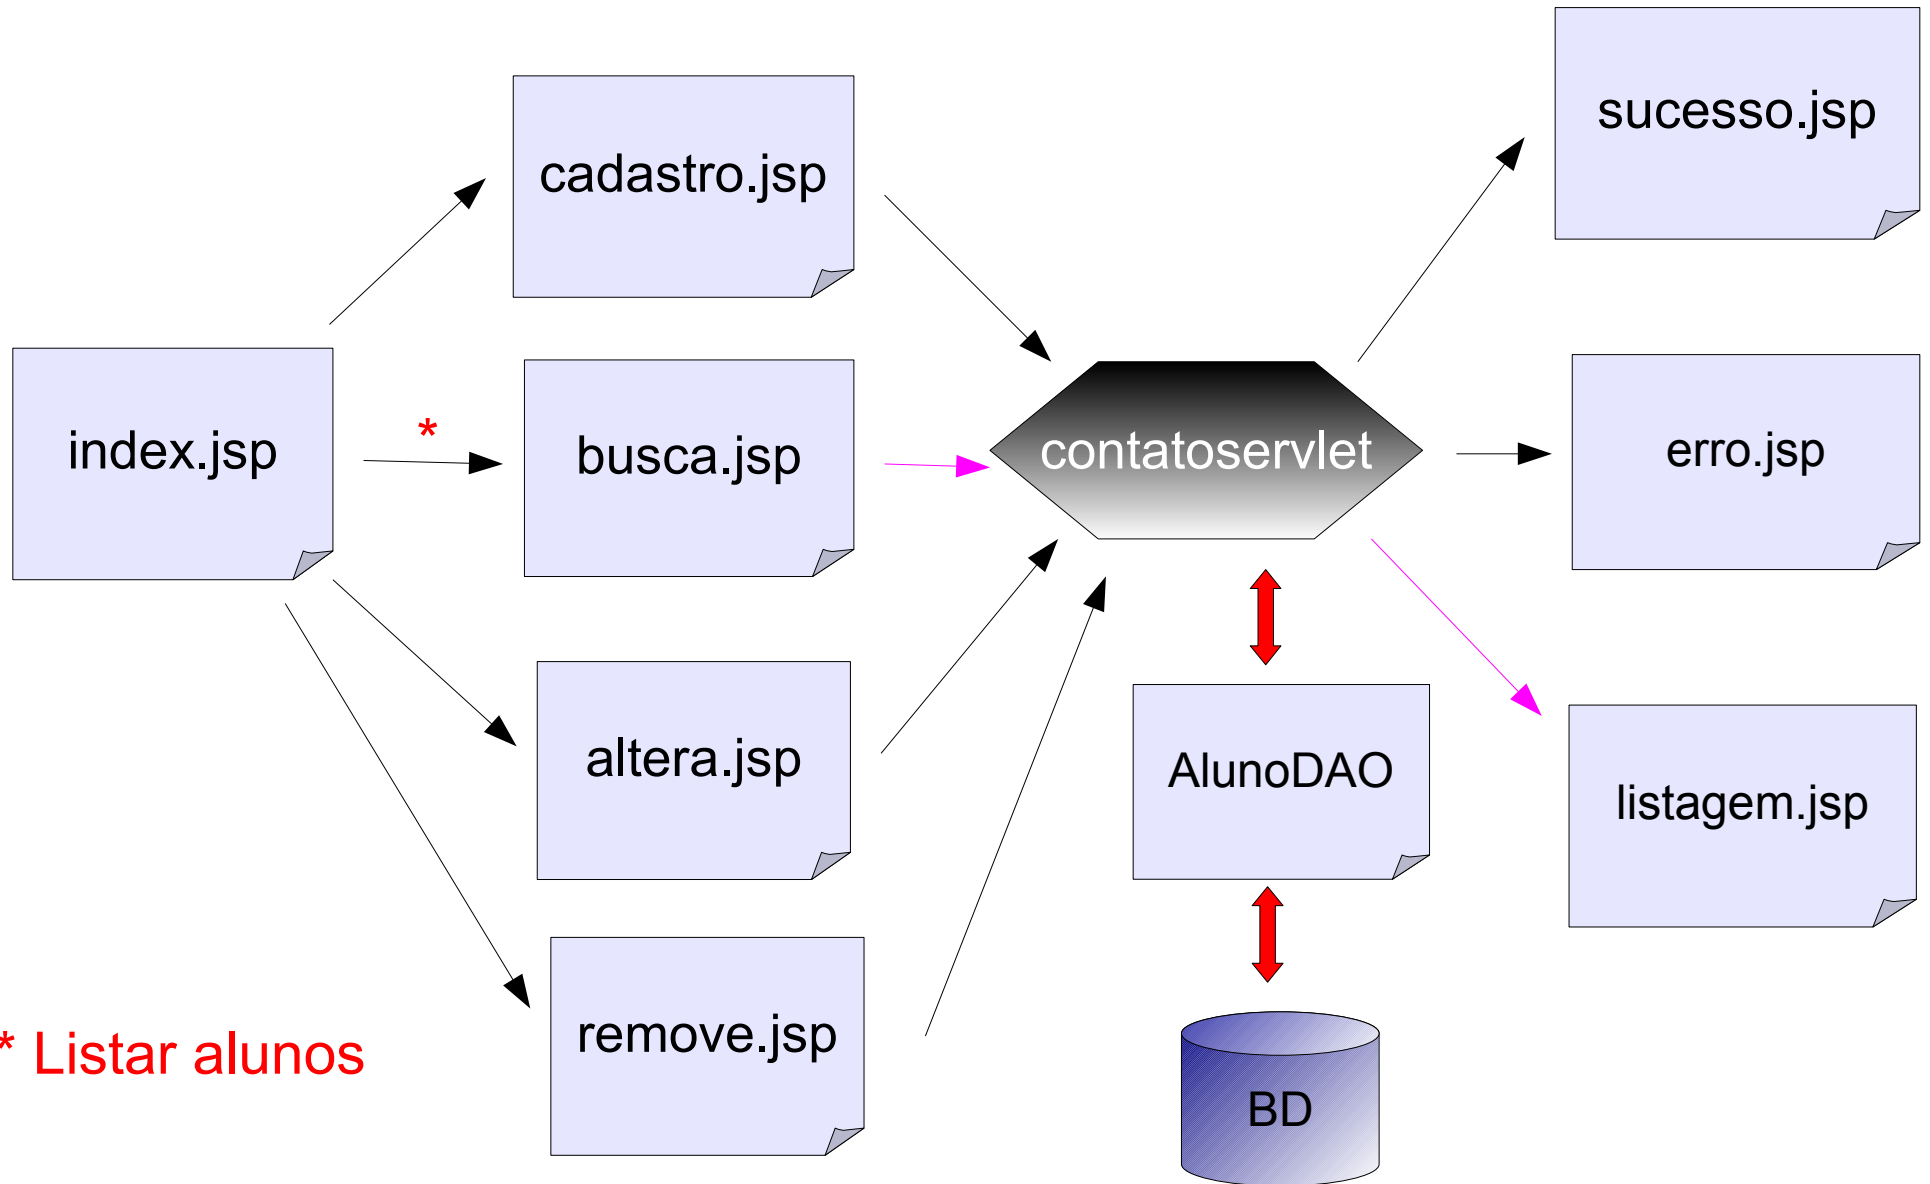 sucesso.jsp
cadastro.jsp
index.jsp
*
busca.jsp
contatoservlet
erro.jsp
altera.jsp
AlunoDAO
listagem.jsp
remove.jsp
* Listar alunos
BD